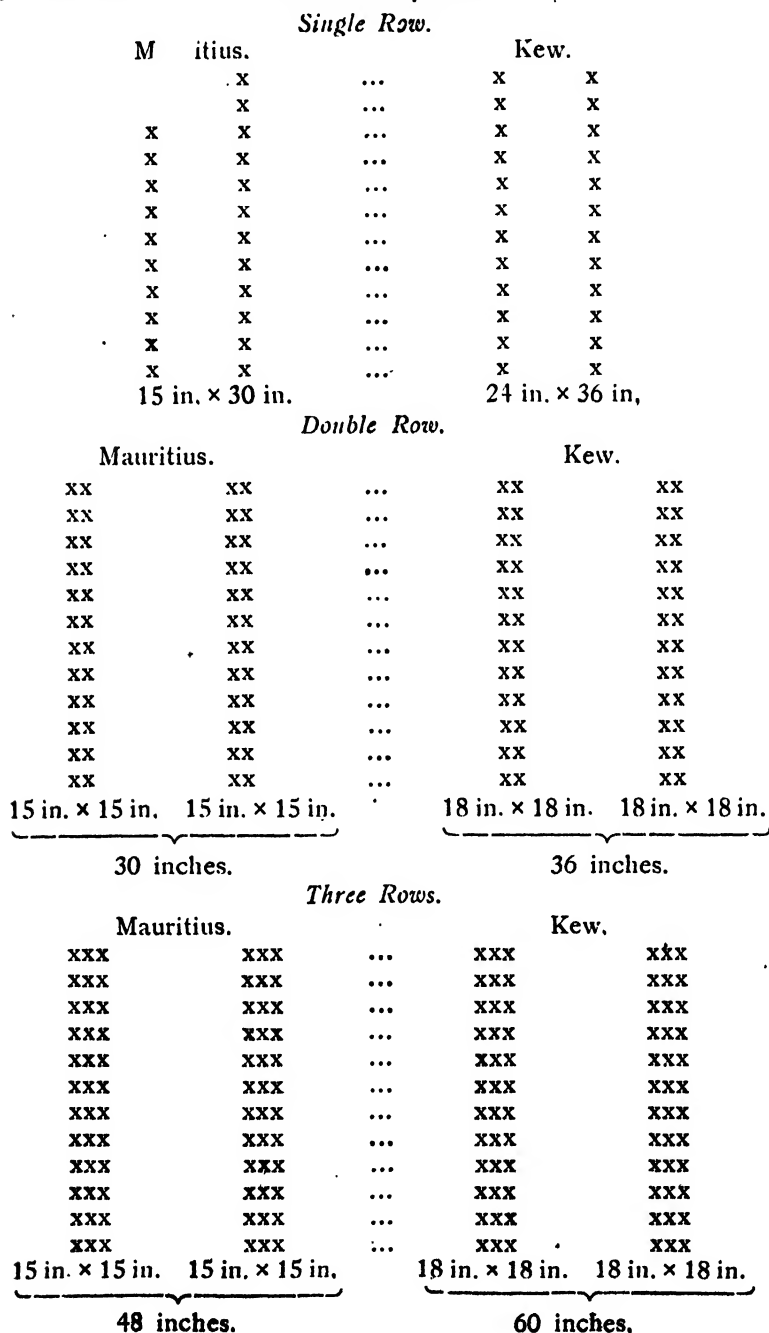 Single Row.
M itius. Kew.
x ... x x
x ... x x
x x ... x x
x x ... x x
x x ... x x
x x ... x x
x x ... x x
x x ... x x
x x ... x x
x x ... x x
x x ... x x
x x ... x x
15 in. × 30 in. 24 in. × 36 in,
Double Row.
Mauritius. Kew.
xx xx ... xx xx
xx xx ... xx xx
xx xx ... xx xx
xx xx ... xx xx
xx xx ... xx xx
xx xx ... xx xx
xx xx ... xx xx
xx xx ... xx xx
xx xx ... xx xx
xx xx ... xx xx
xx xx ... xx xx
xx xx ... xx xx
15 in. × 15 in. 15 in. × 15 in. 18 in. × 18 in. 18 in. × 18 in.
30 inches. 36 inches.
Three Rows.
Mauritius. Kew.
xxx xxx ... xxx xxx
xxx xxx ... xxx xxx
xxx xxx ... xxx xxx
xxx xxx ... xxx xxx
xxx xxx ... xxx xxx
xxx xxx ... xxx xxx
xxx xxx ... xxx xxx
xxx xxx ... xxx xxx
xxx xxx ... xxx xxx
xxx xxx ... xxx xxx
xxx xxx ... xxx xxx
xxx xxx ... xxx xxx
15 in. × 15 in. 15 in. × 15 in. 18 in. × 18 in. 18 in. × 18 in.
48 inches. 60 inches.